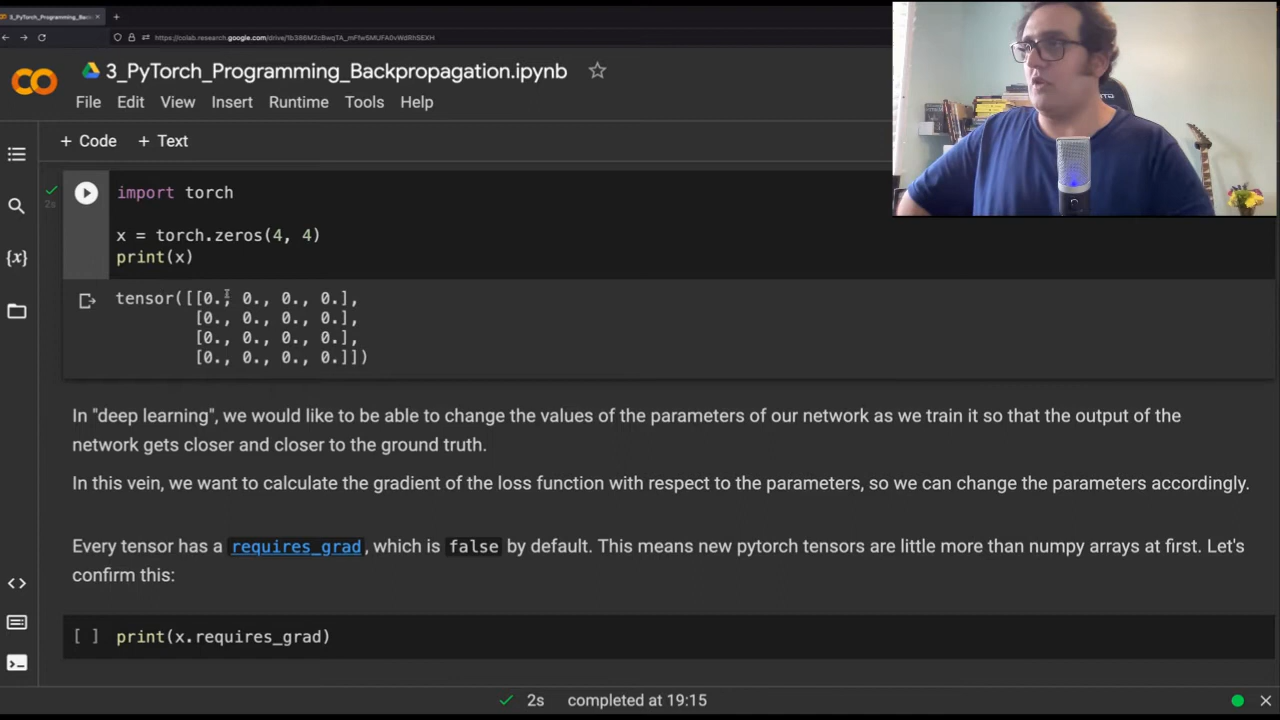 3_PyTorch_Programming_Back
3_PyTorch_Programming_Backpropagation.ipynb
File Edit View Insert Runtime Tools Help
+ Code + Text
import torch
2s
x = torch.zeros(4, 4)
print(x)
tensor([[0., 0., 0., 0.],
[0., 0., 0., 0.],
[0., 0., 0., 0.],
[0., 0., 0., 0.]])
In "deep learning", we would like to be able to change the values of the parameters of our network as we train it so that the output of the
network gets closer and closer to the ground truth.
In this vein, we want to calculate the gradient of the loss function with respect to the parameters, so we can change the parameters accordingly.
Every tensor has a requires_grad, which is false by default. This means new pytorch tensors are little more than numpy arrays at first. Let's
confirm this:
[ ] print(x.requires_grad)
2s completed at 19:15